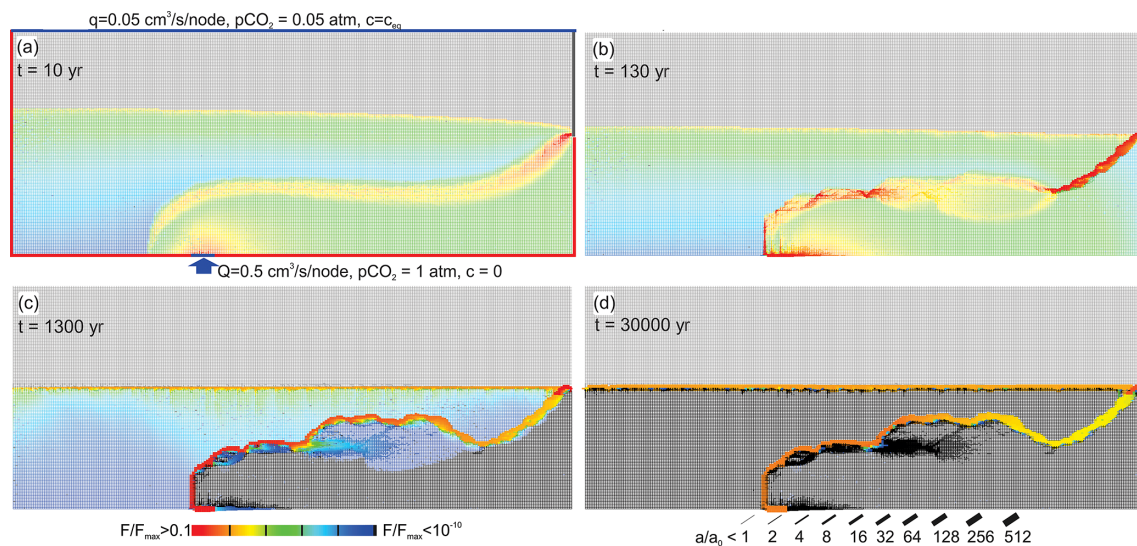 q=0.05 cm³/s/node, pCO₂ = 0.05 atm, c=c_eq
(a)
t = 10 yr
(b)
t = 130 yr
Q=0.5 cm³/s/node, pCO₂ = 1 atm, c = 0
(c)
t = 1300 yr
(d)
t = 30000 yr
F/F_max>0.1
F/F_max<10⁻¹⁰
a/a₀ < 1 2 4 8 16 32 64 128 256 512